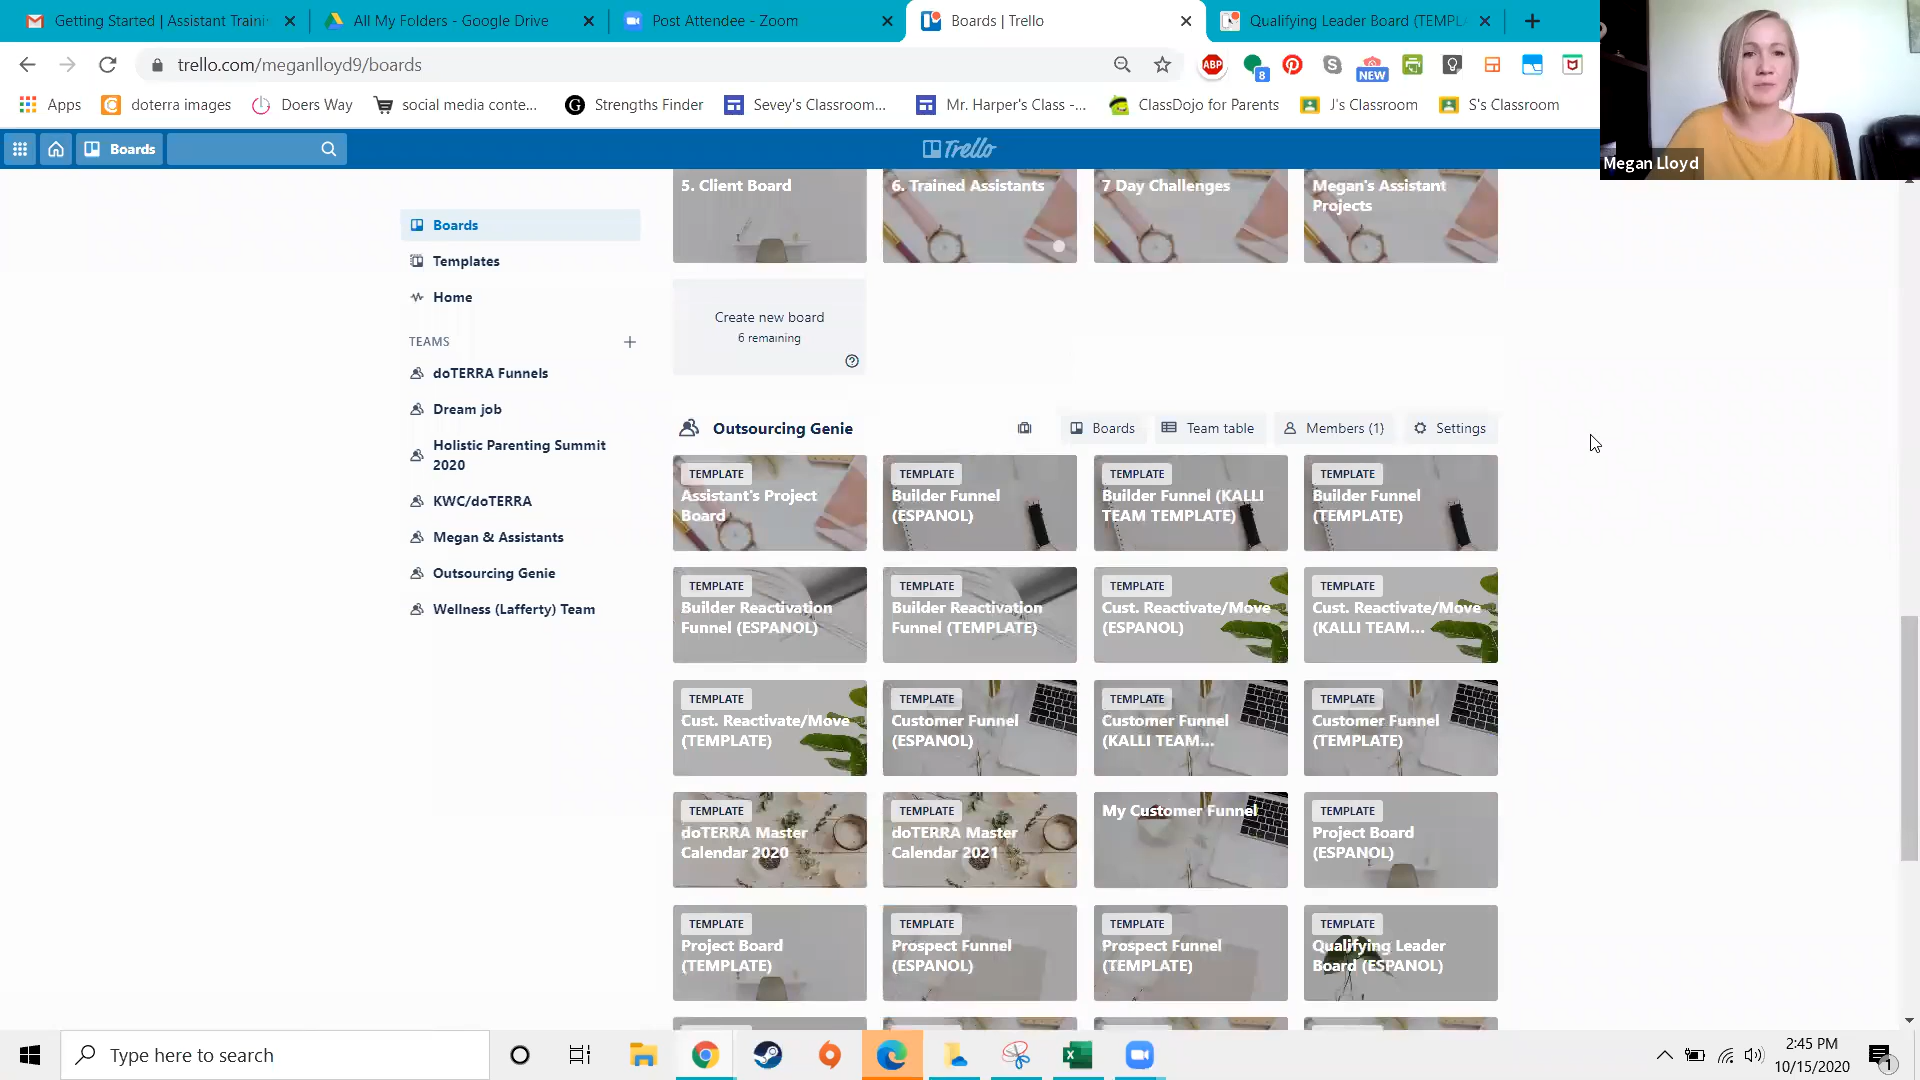 Getting Started | Assistant Traini
All My Folders - Google Drive
Post Attendee - Zoom
Boards | Trello
Qualifying Leader Board (TEMPL
trello.com/meganlloyd9/boards
ABP
8
NEW
Apps
doterra images
Doers Way
social media conte...
G
Strengths Finder
Sevey's Classroom...
Mr. Harper's Class -...
ClassDojo for Parents
J's Classroom
S's Classroom
Megan Lloyd
Boards
Trello
5. Client Board
6. Trained Assistants
7 Day Challenges
Megan's Assistant
Projects
Boards
Templates
Home
TEAMS
doTERRA Funnels
Dream job
Holistic Parenting Summit
2020
KWC/doTERRA
Megan & Assistants
Outsourcing Genie
Wellness (Lafferty) Team
Create new board
6 remaining
Outsourcing Genie
Boards
Team table
Members (1)
Settings
TEMPLATE
Assistant's Project
Board
TEMPLATE
Builder Funnel
(ESPANOL)
TEMPLATE
Builder Funnel (KALLI
TEAM TEMPLATE)
TEMPLATE
Builder Funnel
(TEMPLATE)
TEMPLATE
Builder Reactivation
Funnel (ESPANOL)
TEMPLATE
Builder Reactivation
Funnel (TEMPLATE)
TEMPLATE
Cust. Reactivate/Move
(ESPANOL)
TEMPLATE
Cust. Reactivate/Move
(KALLI TEAM...
TEMPLATE
Cust. Reactivate/Move
(TEMPLATE)
TEMPLATE
Customer Funnel
(ESPANOL)
TEMPLATE
Customer Funnel
(KALLI TEAM...
TEMPLATE
Customer Funnel
(TEMPLATE)
TEMPLATE
doTERRA Master
Calendar 2020
TEMPLATE
doTERRA Master
Calendar 2021
My Customer Funnel
TEMPLATE
Project Board
(ESPANOL)
TEMPLATE
Project Board
(TEMPLATE)
TEMPLATE
Prospect Funnel
(ESPANOL)
TEMPLATE
Prospect Funnel
(TEMPLATE)
TEMPLATE
Qualifying Leader
Board (ESPANOL)
Type here to search
2:45 PM
10/15/2020
1